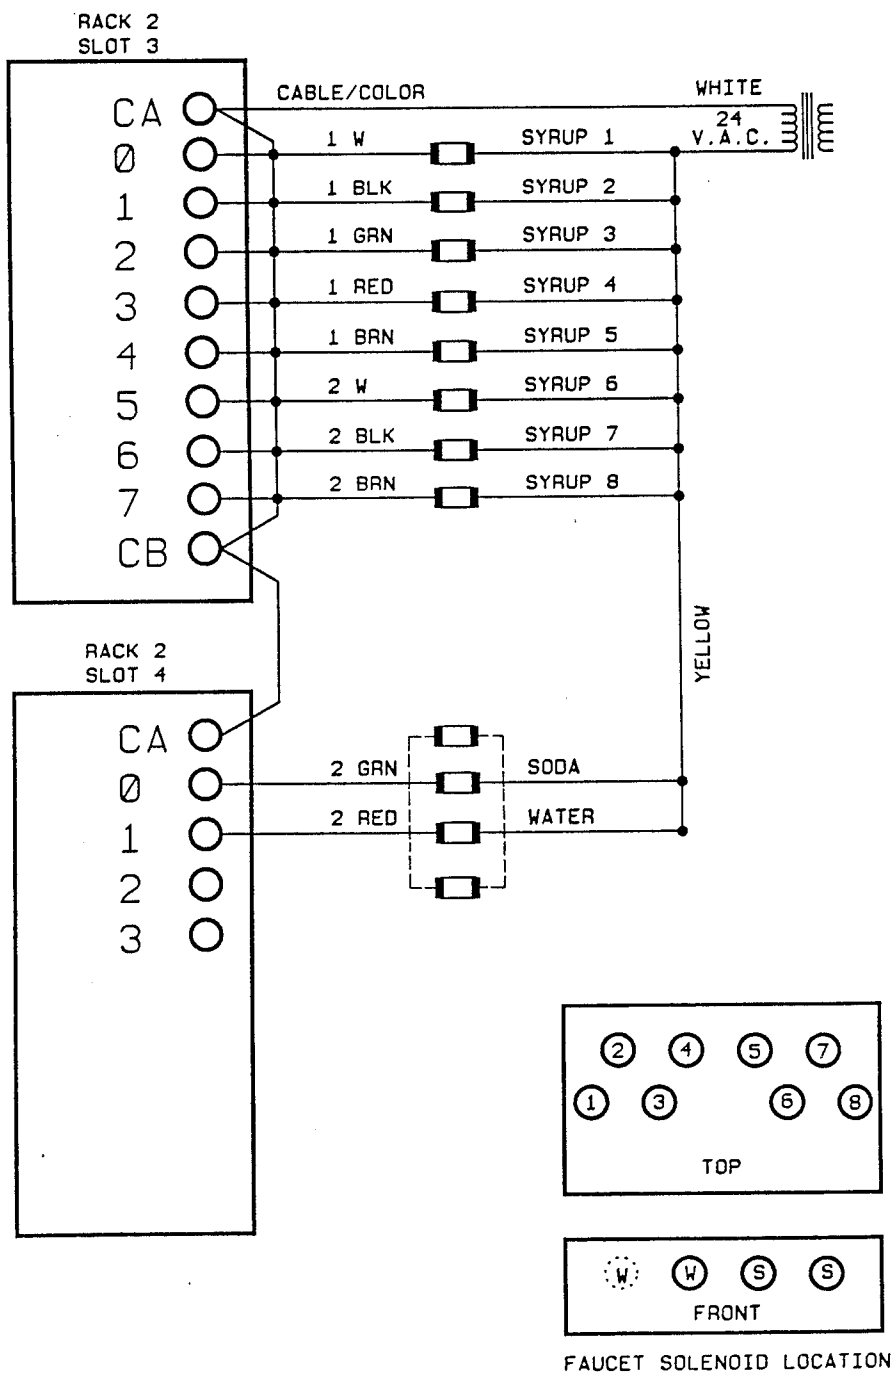 RACK 2
SLOT 3
CABLE/COLOR WHITE
CA
24
V.A.C.
0 1 W SYRUP 1
1 1 BLK SYRUP 2
2 1 GRN SYRUP 3
3 1 RED SYRUP 4
4 1 BRN SYRUP 5
5 2 W SYRUP 6
6 2 BLK SYRUP 7
7 2 BRN SYRUP 8
CB
YELLOW
RACK 2
SLOT 4
CA
0 2 GRN SODA
1 2 RED WATER
2
3
2 4 5 7
1 3 6 8
TOP
W W S S
FRONT
FAUCET SOLENOID LOCATION